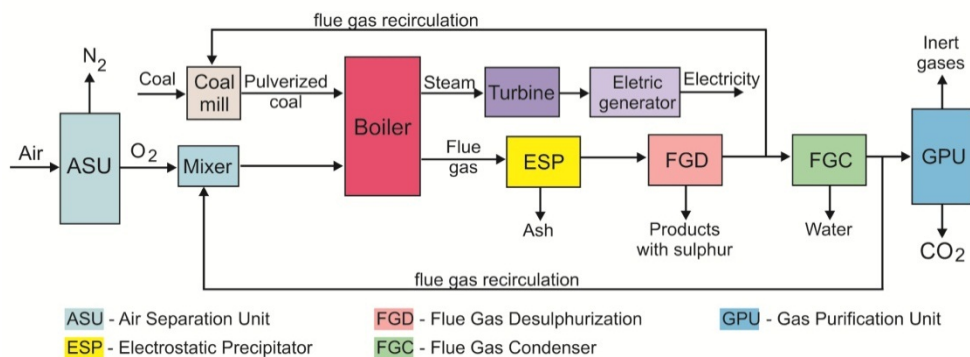 flue gas recirculation
N2
Coal
Coal
mill
Pulverized
coal
Boiler
Steam
Turbine
Eletric
generator
Electricity
Inert
gases
Air
ASU
O2
Mixer
Flue
gas
ESP
FGD
FGC
GPU
Ash
Products
with sulphur
Water
CO2
flue gas recirculation
ASU - Air Separation Unit
FGD - Flue Gas Desulphurization
GPU - Gas Purification Unit
ESP - Electrostatic Precipitator
FGC - Flue Gas Condenser